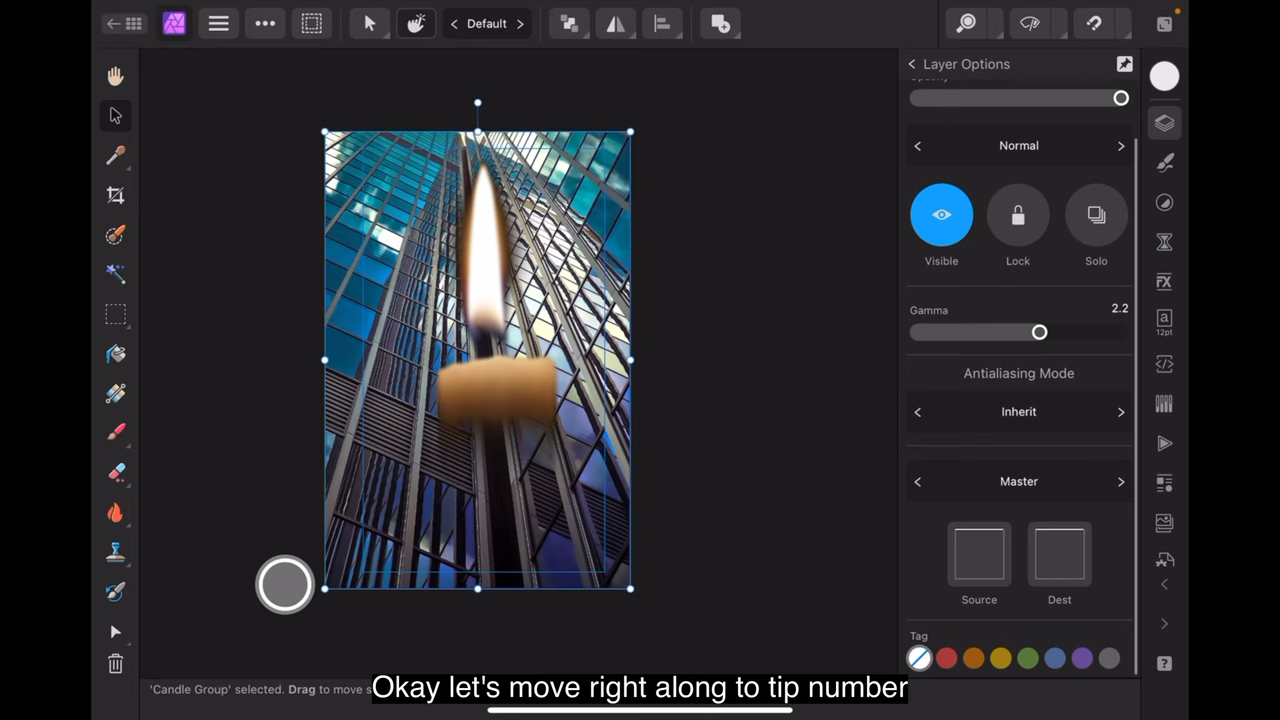 Default
Layer Options
Opacity
Normal
Visible Lock Solo
Gamma 2.2
Antialiasing Mode
Inherit
Master
Source Dest
Tag
a
12pt
?
'Candle Group' selected. Drag to move s
Okay let's move right along to tip number